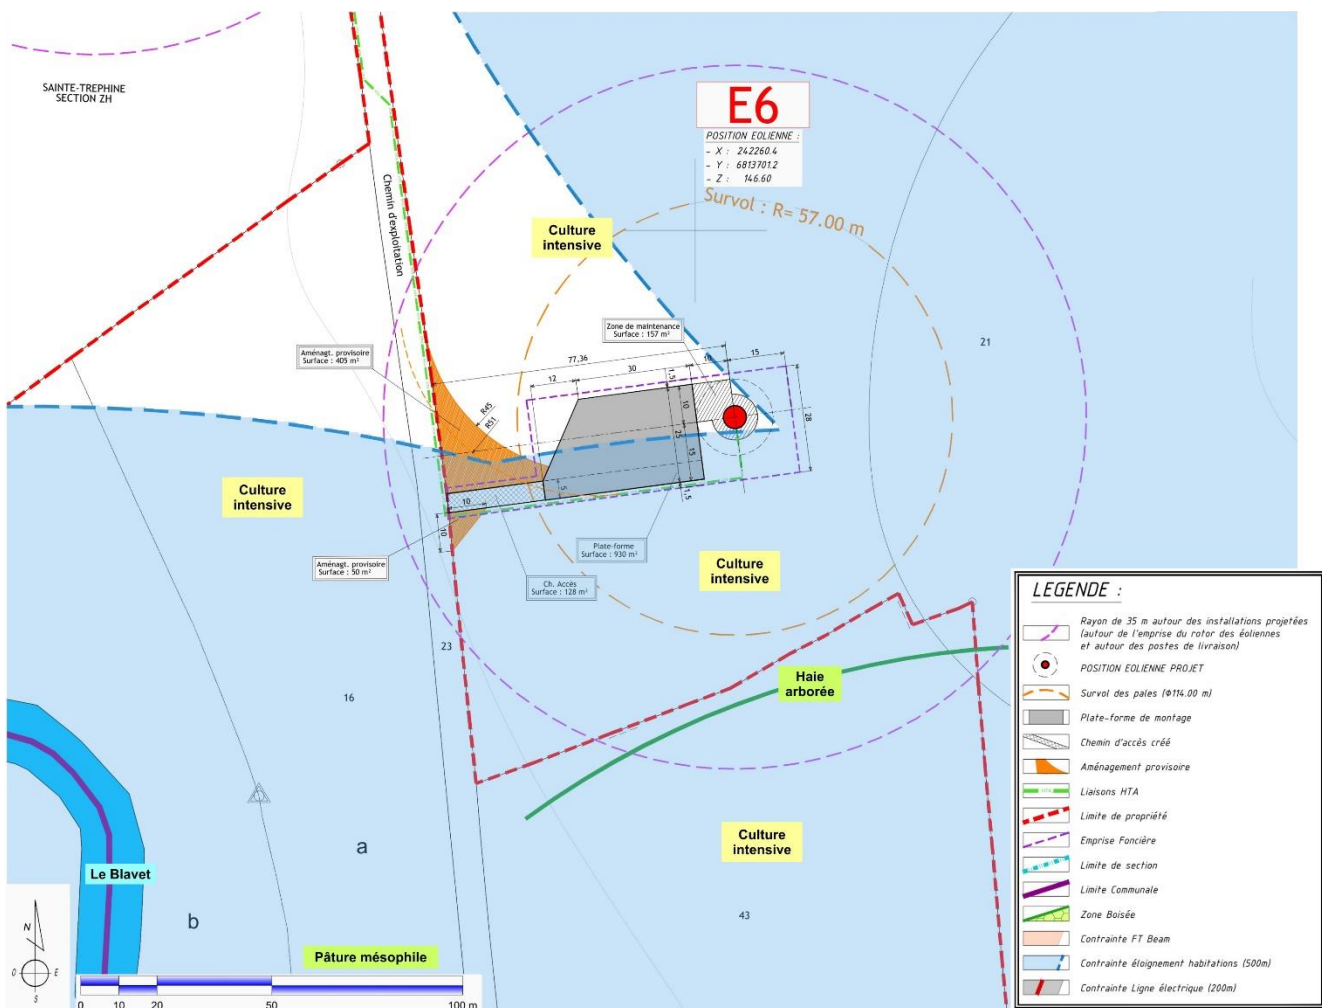 SAINTE-TREPHINE
SECTION ZH
E6
POSITION EOLIENNE :
- X : 242260.4
- Y : 6813701.2
- Z : 146.60
Survol : R= 57.00 m
Chemin d'exploitation
Culture
intensive
Zone de maintenance
Surface : 157 m²
Aménagt. provisoire
Surface : 405 m²
21
77,36
12
30
10
15
1,5
10
25
15
1,5
28
R45
R51
5
10
10
Culture
intensive
Plate-forme
Surface : 930 m²
Aménagt. provisoire
Surface : 50 m²
Ch. Accès
Surface : 128 m²
Culture
intensive
23
16
Haie
arborée
Culture
intensive
a
b
43
Le Blavet
Pâture mésophile
N
O
E
S
0 10 20 50 100 m
LEGENDE :
Rayon de 35 m autour des installations projetées
(autour de l'emprise du rotor des éoliennes
et autour des postes de livraison)
POSITION EOLIENNE PROJET
Survol des pales (Φ114.00 m)
Plate-forme de montage
Chemin d'accès créé
Aménagement provisoire
Liaisons HTA
Limite de propriété
Emprise Foncière
Limite de section
Limite Communale
Zone Boisée
Contrainte FT Beam
Contrainte éloignement habitations (500m)
Contrainte Ligne électrique (200m)